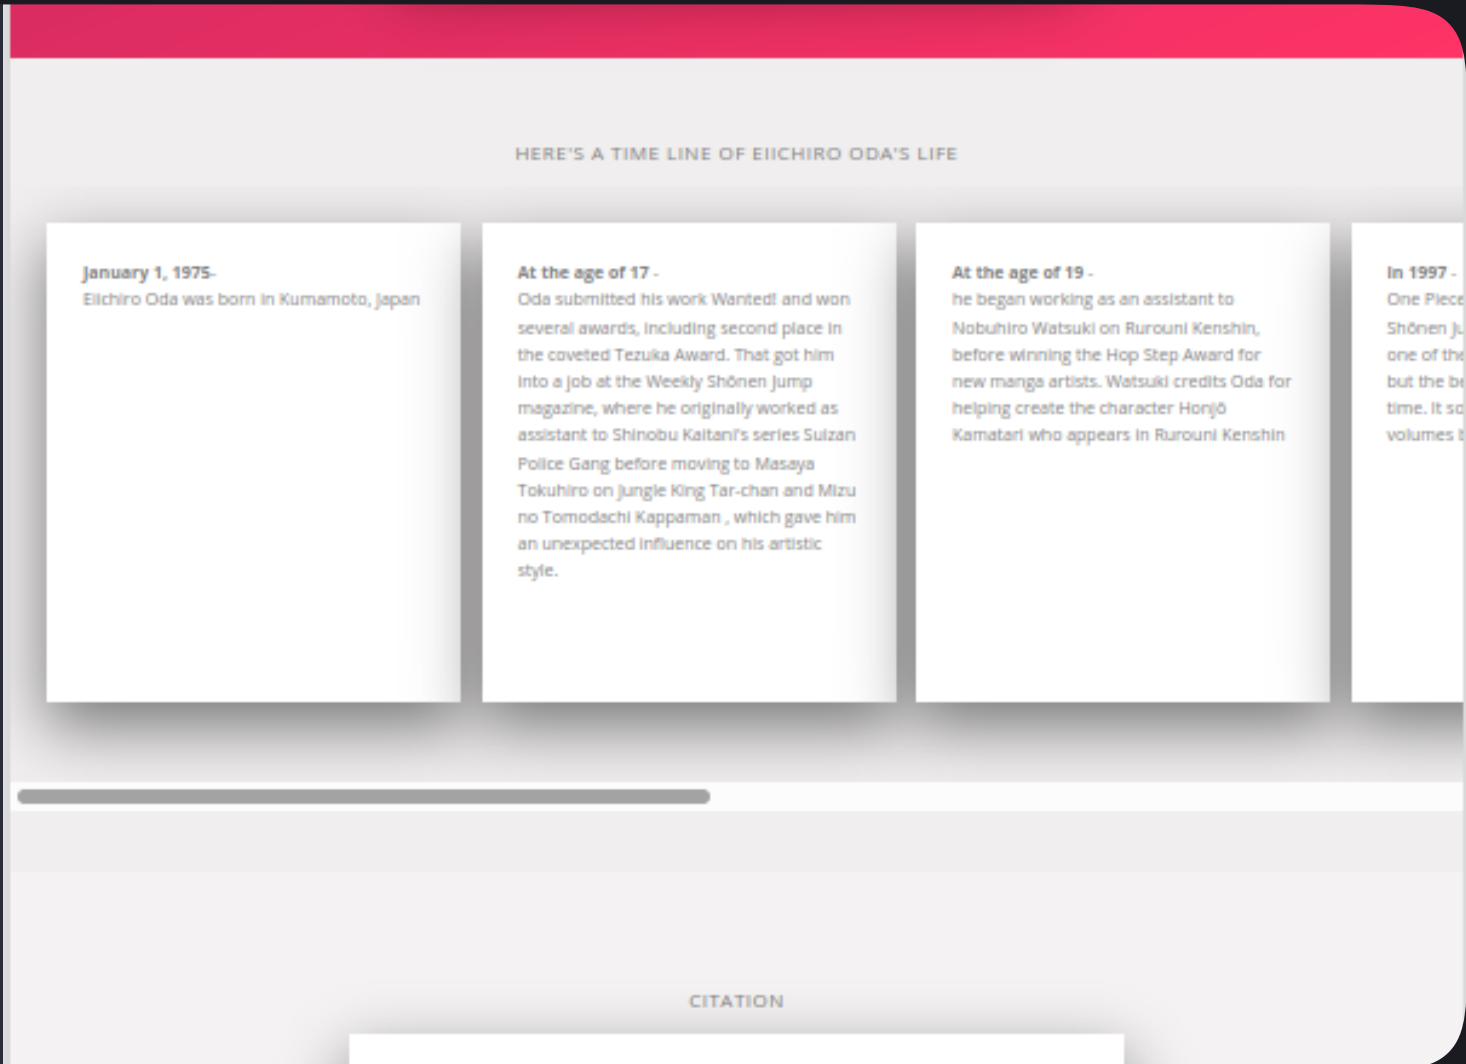 HERE'S A TIME LINE OF EIICHIRO ODA'S LIFE
January 1, 1975-
Eiichiro Oda was born in Kumamoto, Japan
At the age of 17 -
Oda submitted his work Wanted! and won
several awards, including second place in
the coveted Tezuka Award. That got him
into a job at the Weekly Shōnen Jump
magazine, where he originally worked as
assistant to Shinobu Kaitani's series Suizan
Police Gang before moving to Masaya
Tokuhiro on Jungle King Tar-chan and Mizu
no Tomodachi Kappaman , which gave him
an unexpected influence on his artistic
style.
At the age of 19 -
he began working as an assistant to
Nobuhiro Watsuki on Rurouni Kenshin,
before winning the Hop Step Award for
new manga artists. Watsuki credits Oda for
helping create the character Honjō
Kamatari who appears in Rurouni Kenshin
In 1997 -
One Piece
Shōnen
one of the
but the
time. It
volumes
CITATION